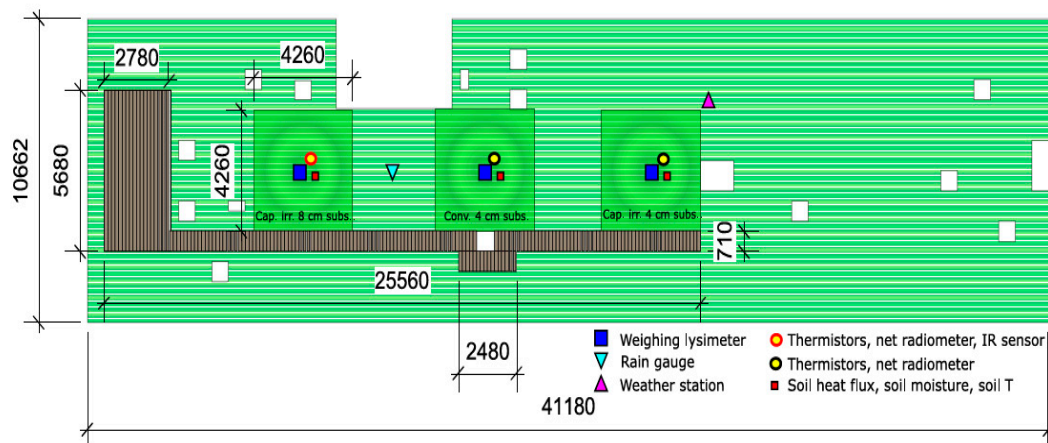 2780
4260
10662
5680
4260
Cap. irr. 8 cm subs..
Conv. 4 cm subs..
Cap. irr. 4 cm subs..
710
25560
2480
Weighing lysimeter
Rain gauge
Weather station
Thermistors, net radiometer, IR sensor
Thermistors, net radiometer
Soil heat flux, soil moisture, soil T
41180